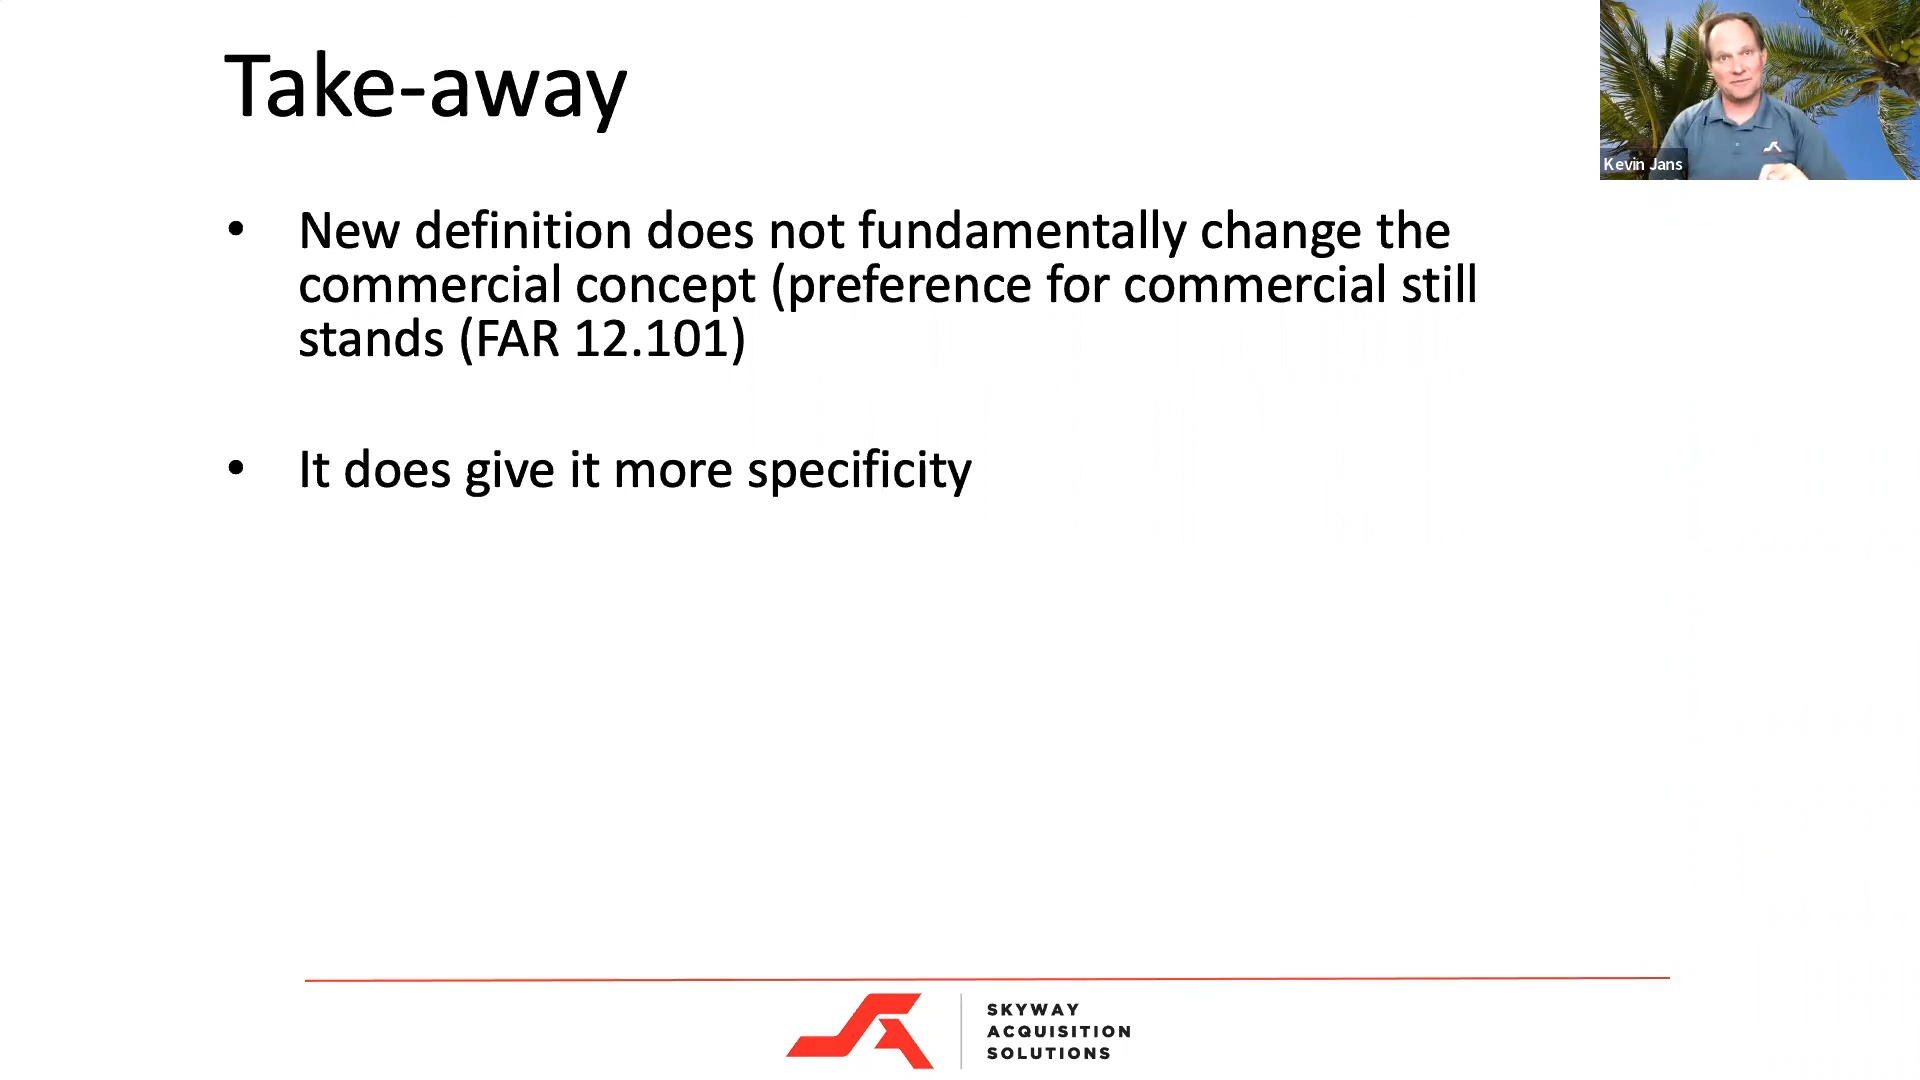 Take-away
Kevin Jans
• New definition does not fundamentally change the
commercial concept (preference for commercial still
stands (FAR 12.101)
• It does give it more specificity
SKYWAY
ACQUISITION
SOLUTIONS